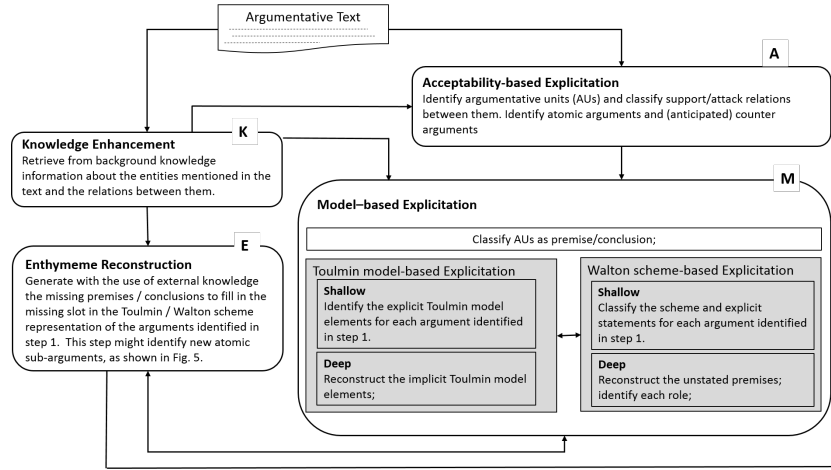 Argumentative Text
A
Acceptability-based Explicitation
Identify argumentative units (AUs) and classify support/attack relations
between them. Identify atomic arguments and (anticipated) counter
arguments
K
Knowledge Enhancement
Retrieve from background knowledge
information about the entities mentioned in the
text and the relations between them.
M
Model–based Explicitation
Classify AUs as premise/conclusion;
Toulmin model-based Explicitation
Shallow
Identify the explicit Toulmin model
elements for each argument identified
in step 1.
Deep
Reconstruct the implicit Toulmin model
elements;
Walton scheme-based Explicitation
Shallow
Classify the scheme and explicit
statements for each argument identified
in step 1.
Deep
Reconstruct the unstated premises;
identify each role;
E
Enthymeme Reconstruction
Generate with the use of external knowledge
the missing premises / conclusions to fill in the
missing slot in the Toulmin / Walton scheme
representation of the arguments identified in
step 1.  This step might identify new atomic
sub-arguments, as shown in Fig. 5.